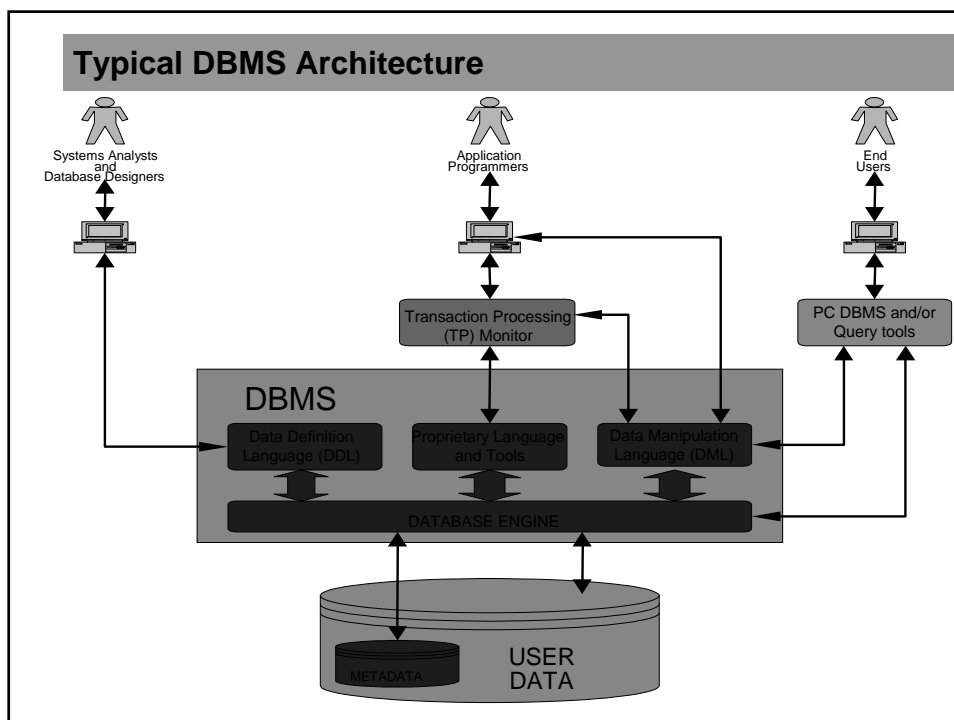 Typical DBMS Architecture
Systems Analysts
and
Database Designers
Application
Programmers
End
Users
Transaction Processing
(TP) Monitor
PC DBMS and/or
Query tools
DBMS
Data Definition
Language (DDL)
Proprietary Language
and Tools
Data Manipulation
Language (DML)
DATABASE ENGINE
METADATA
USER
DATA